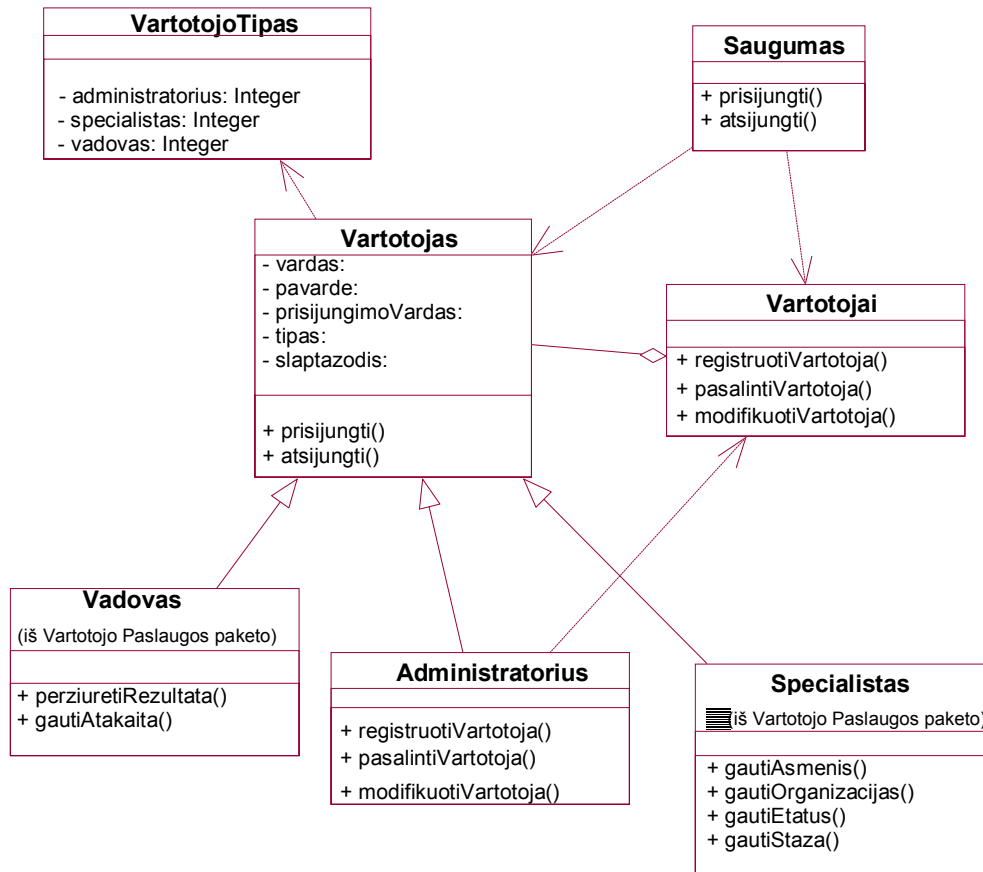 VartotojoTipas
- administratorius: Integer
- specialistas: Integer
- vadovas: Integer
Saugumas
+ prisijungti()
+ atsijungti()
Vartotojas
- vardas:
- pavarde:
- prisijungimoVardas:
- tipas:
- slaptazodis:
+ prisijungti()
+ atsijungti()
Vartotojai
+ registruotiVartotoja()
+ pasalintiVartotoja()
+ modifikuotiVartotoja()
Vadovas
(iš Vartotojo Paslaugos paketo)
+ perziuretiRezultata()
+ gautiAtakaita()
Administratorius
+ registruotiVartotoja()
+ pasalintiVartotoja()
+ modifikuotiVartotoja()
Specialistas
(iš Vartotojo Paslaugos paketo)
+ gautiAsmenis()
+ gautiOrganizacijas()
+ gautiEtatus()
+ gautiStaza()